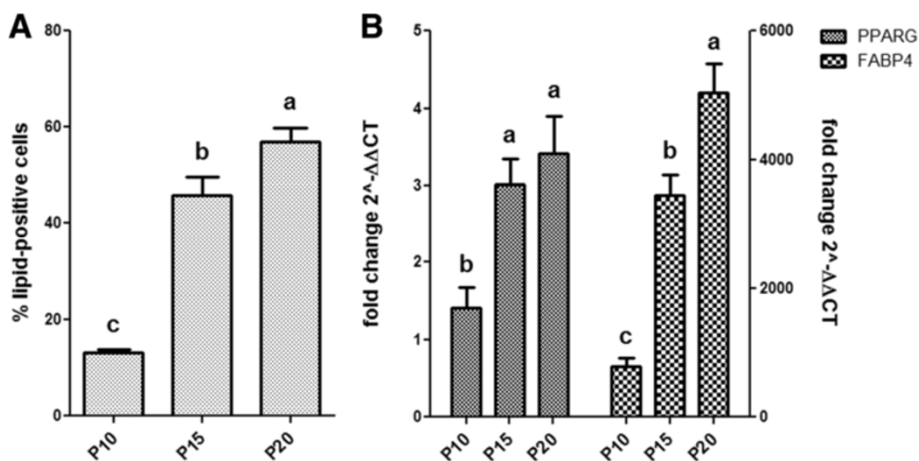 A
% lipid-positive cells
80
60
40
20
0
c
b
a
P10
P15
P20
B
fold change 2^-ΔΔCT
5
4
3
2
1
0
b
a
a
c
b
a
P10
P15
P20
P10
P15
P20
6000
4000
2000
0
fold change 2^-ΔΔCT
PPARG
FABP4